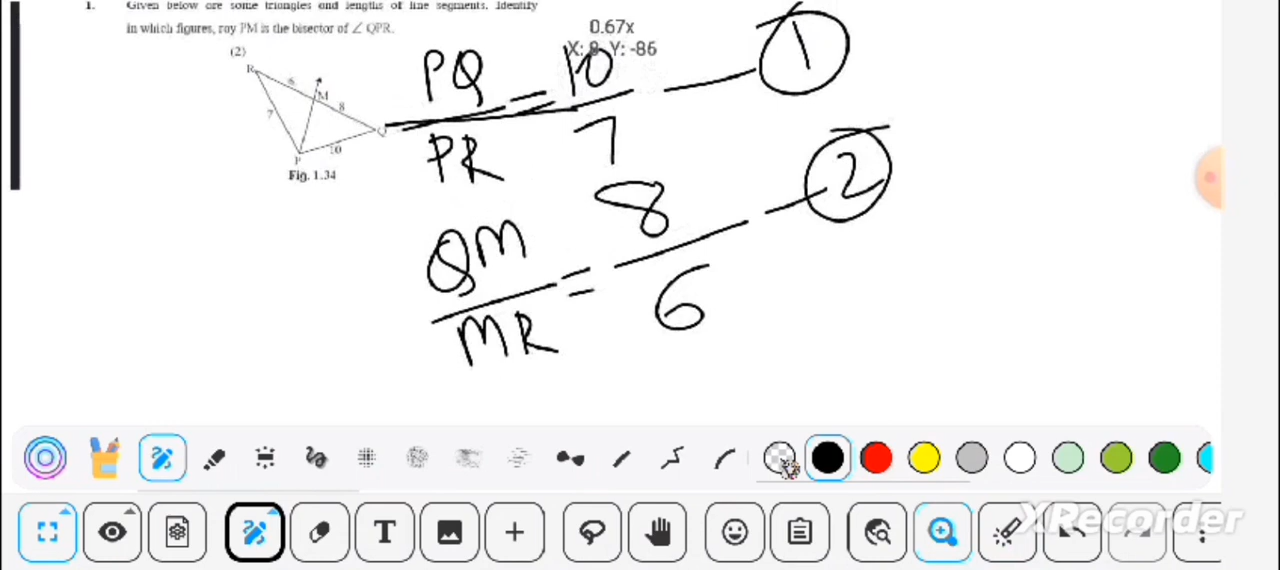 1. Given below are some triangles and lengths of line segments. Identify
in which figures, ray PM is the bisector of ∠ QPR.
0.67x
X: 8 Y: -86
(2)
R
6
M
8
7
Q
10
P
Fig. 1.34
PQ/PR = 10/7 — 1
QM/MR = 8/6 — 2
T
XRecorder